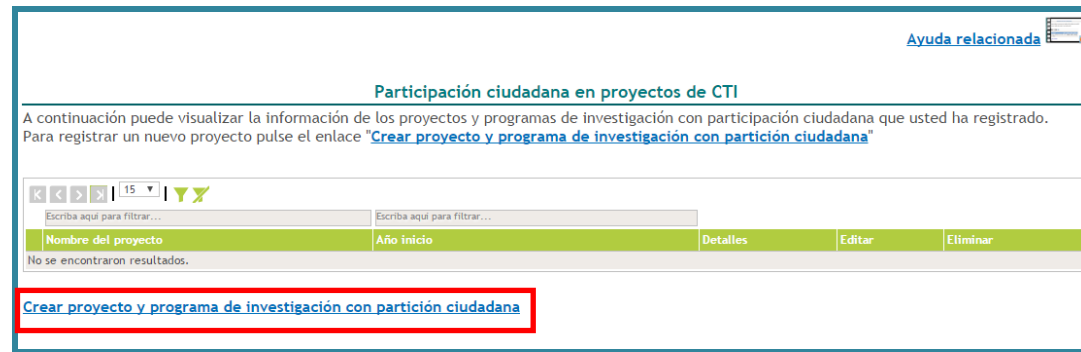 Ayuda relacionada
Participación ciudadana en proyectos de CTI
A continuación puede visualizar la información de los proyectos y programas de investigación con participación ciudadana que usted ha registrado.
Para registrar un nuevo proyecto pulse el enlace "Crear proyecto y programa de investigación con partición ciudadana"
15
Escriba aquí para filtrar... Escriba aquí para filtrar...
Nombre del proyecto Año inicio Detalles Editar Eliminar
No se encontraron resultados.
Crear proyecto y programa de investigación con partición ciudadana